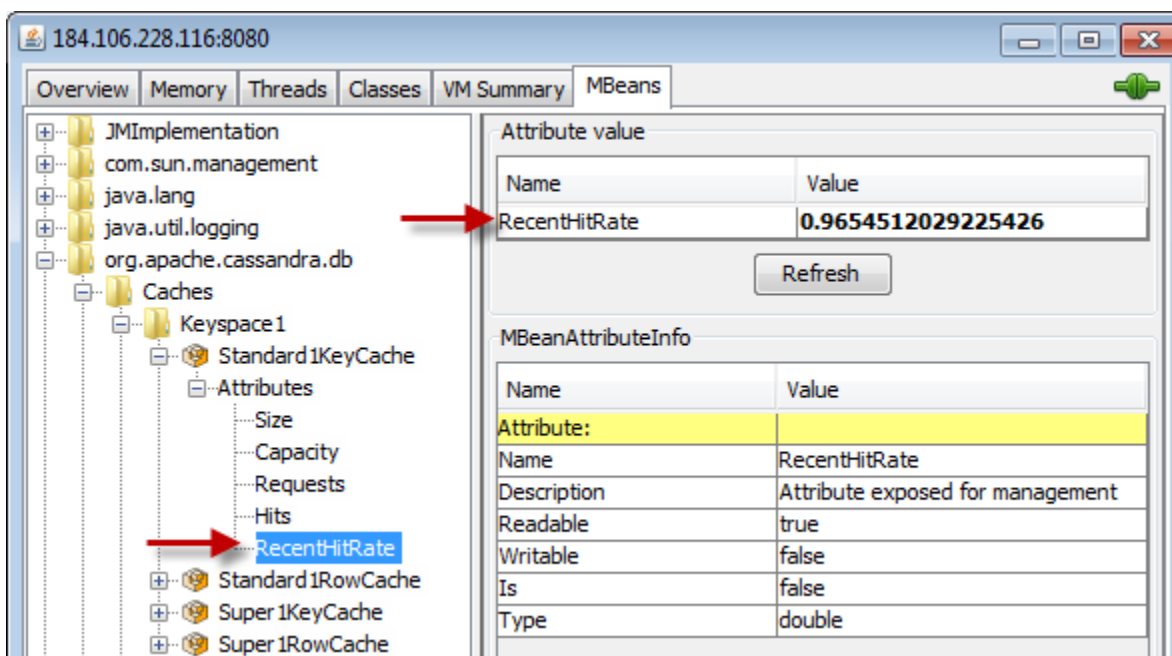 184.106.228.116:8080
Overview Memory Threads Classes VM Summary MBeans
JMImplementation
com.sun.management
java.lang
java.util.logging
org.apache.cassandra.db
Caches
Keyspace1
Standard1KeyCache
Attributes
Size
Capacity
Requests
Hits
RecentHitRate
Standard1RowCache
Super1KeyCache
Super1RowCache
Attribute value
Name Value
RecentHitRate 0.9654512029225426
Refresh
MBeanAttributeInfo
Name Value
Attribute:
Name RecentHitRate
Description Attribute exposed for management
Readable true
Writable false
Is false
Type double